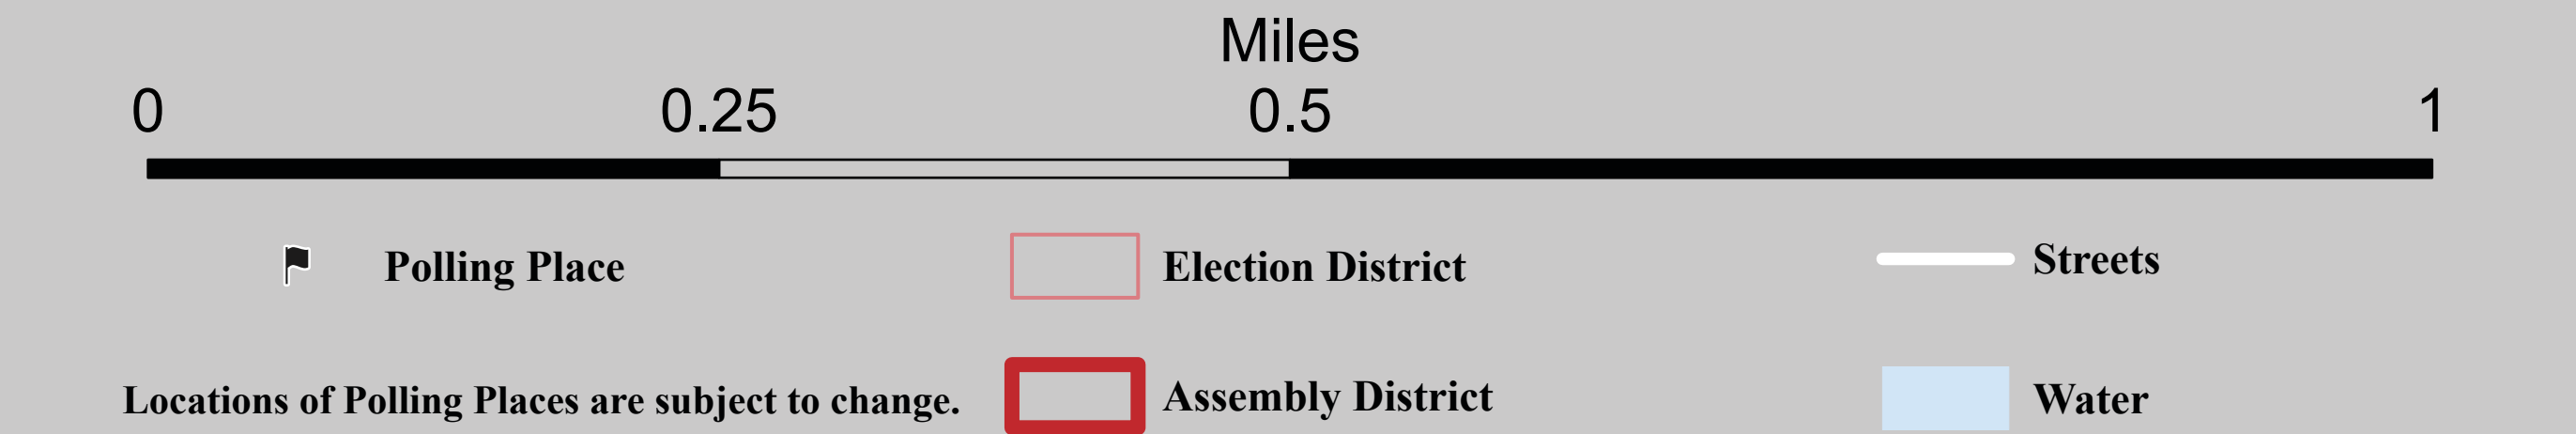 Miles
0 0.25 0.5 1
Polling Place Election District Streets
Locations of Polling Places are subject to change. Assembly District Water